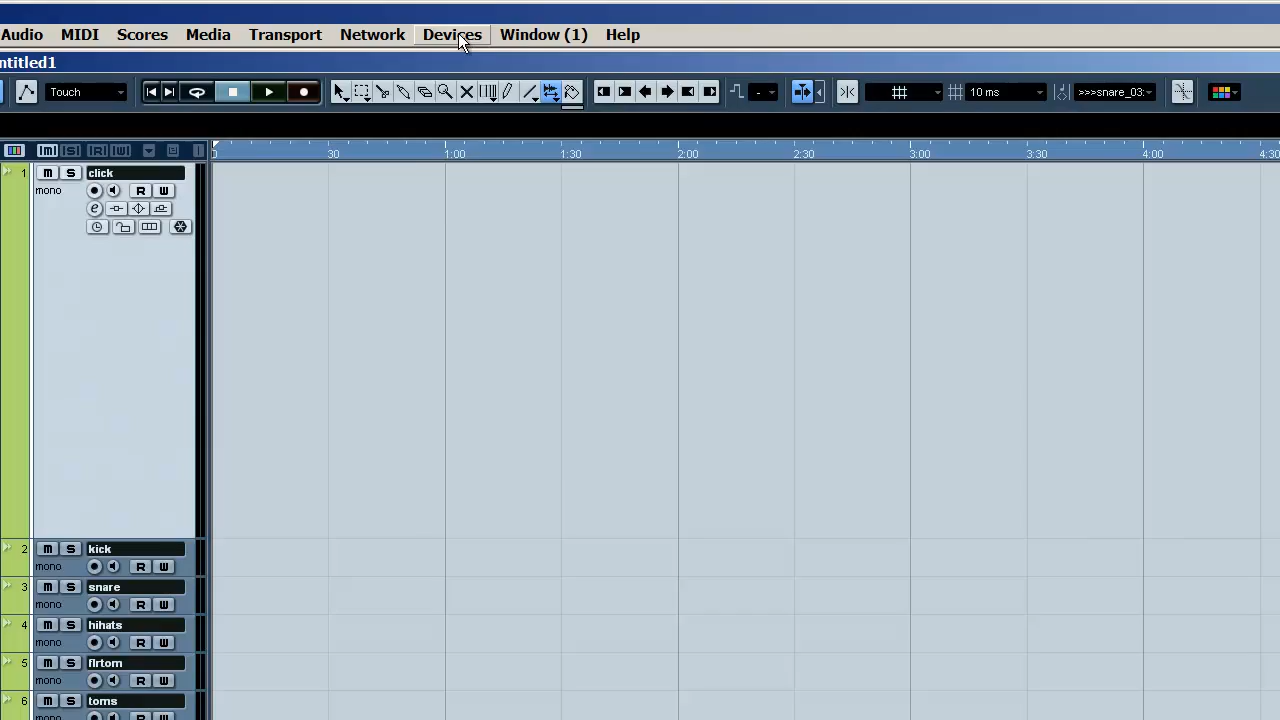 Audio MIDI Scores Media Transport Network Devices Window (1) Help
ntitled1
Touch - 10 ms >>>snare_03:
[m] [S] [R] [W]
0 30 1:00 1:30 2:00 2:30 3:00 3:30 4:00 4:30
1 m S click
mono R W
e
2 m S kick
mono R W
3 m S snare
mono R W
4 m S hihats
mono R W
5 m S flrtom
mono R W
6 m S toms
mono R W